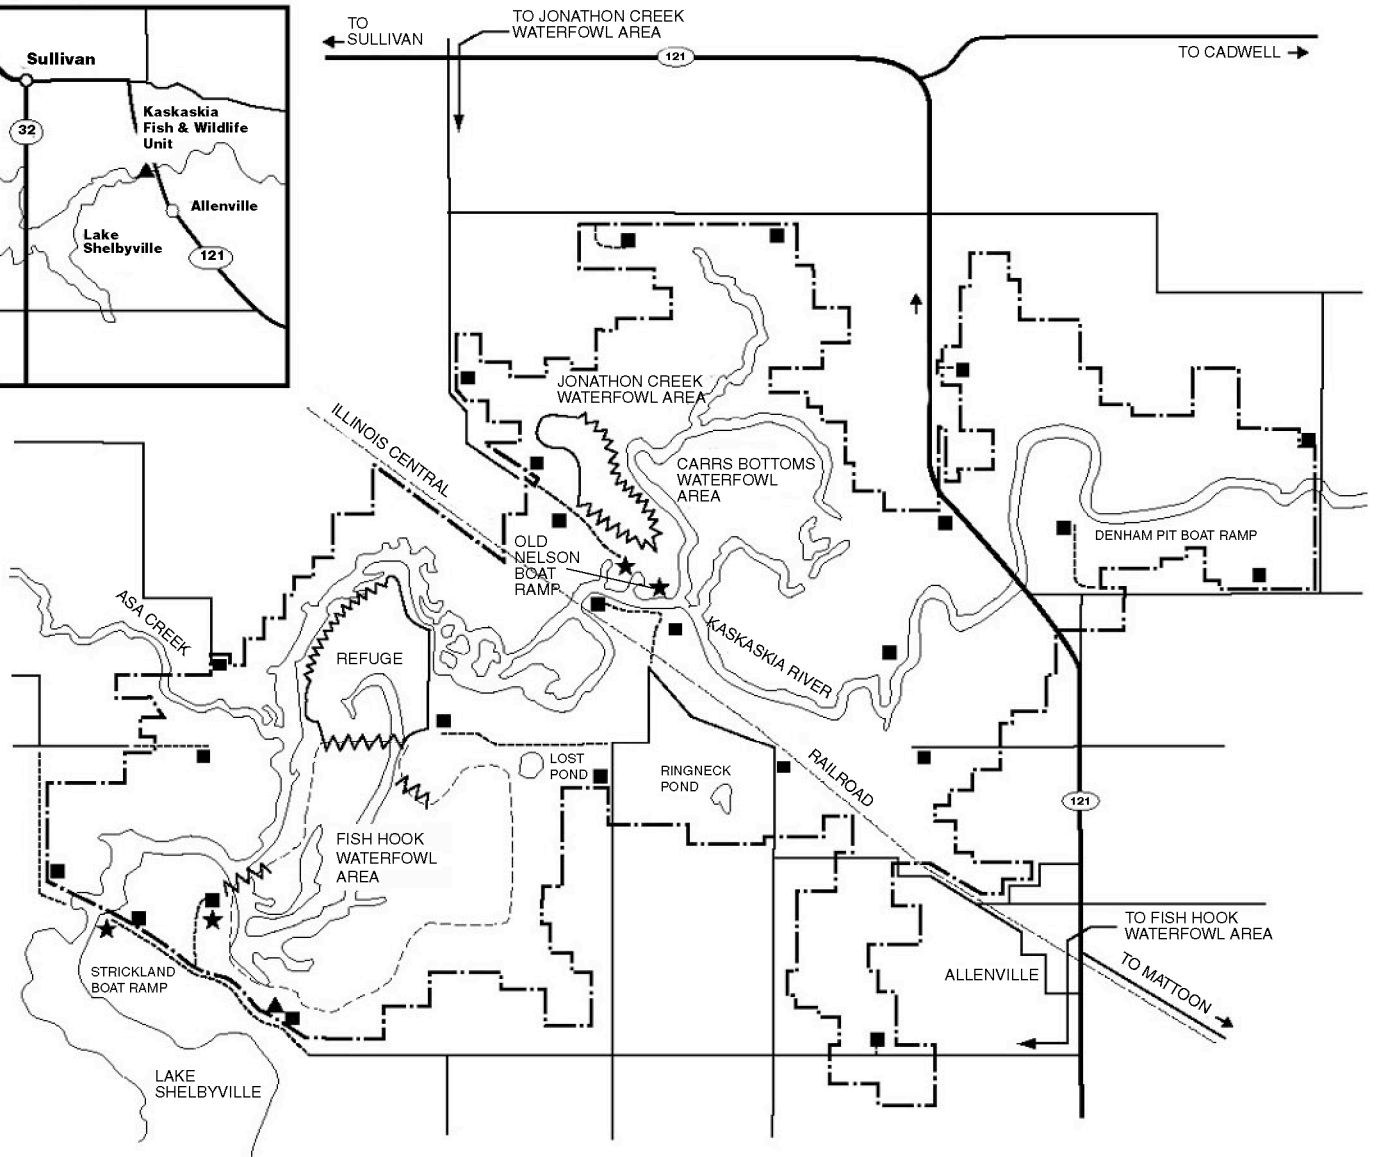 TO
SULLIVAN
TO JONATHON CREEK
WATERFOWL AREA
121
TO CADWELL
Sullivan
32
Kaskaskia
Fish & Wildlife
Unit
Allenville
Lake
Shelbyville
121
JONATHON CREEK
WATERFOWL AREA
ILLINOIS CENTRAL
CARRS BOTTOMS
WATERFOWL
AREA
OLD
NELSON
BOAT
RAMP
DENHAM PIT BOAT RAMP
ASA CREEK
REFUGE
KASKASKIA RIVER
LOST
POND
RINGNECK
POND
RAILROAD
121
FISH HOOK
WATERFOWL
AREA
TO FISH HOOK
WATERFOWL AREA
STRICKLAND
BOAT RAMP
ALLENVILLE
TO MATTOON
LAKE
SHELBYVILLE